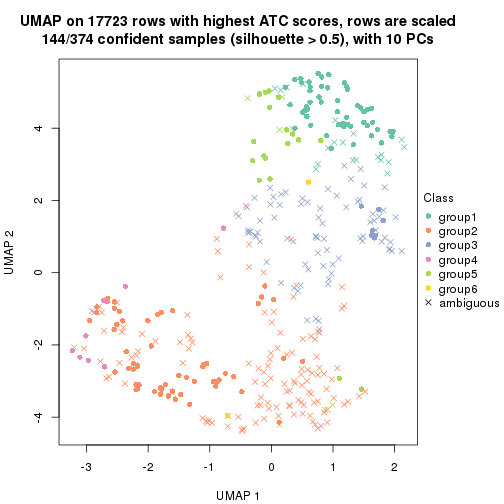 UMAP on 17723 rows with highest ATC scores, rows are scaled
144/374 confident samples (silhouette > 0.5), with 10 PCs
4
2
0
-2
-4
UMAP 2
-3
-2
-1
0
1
2
UMAP 1
Class
group1
group2
group3
group4
group5
group6
ambiguous